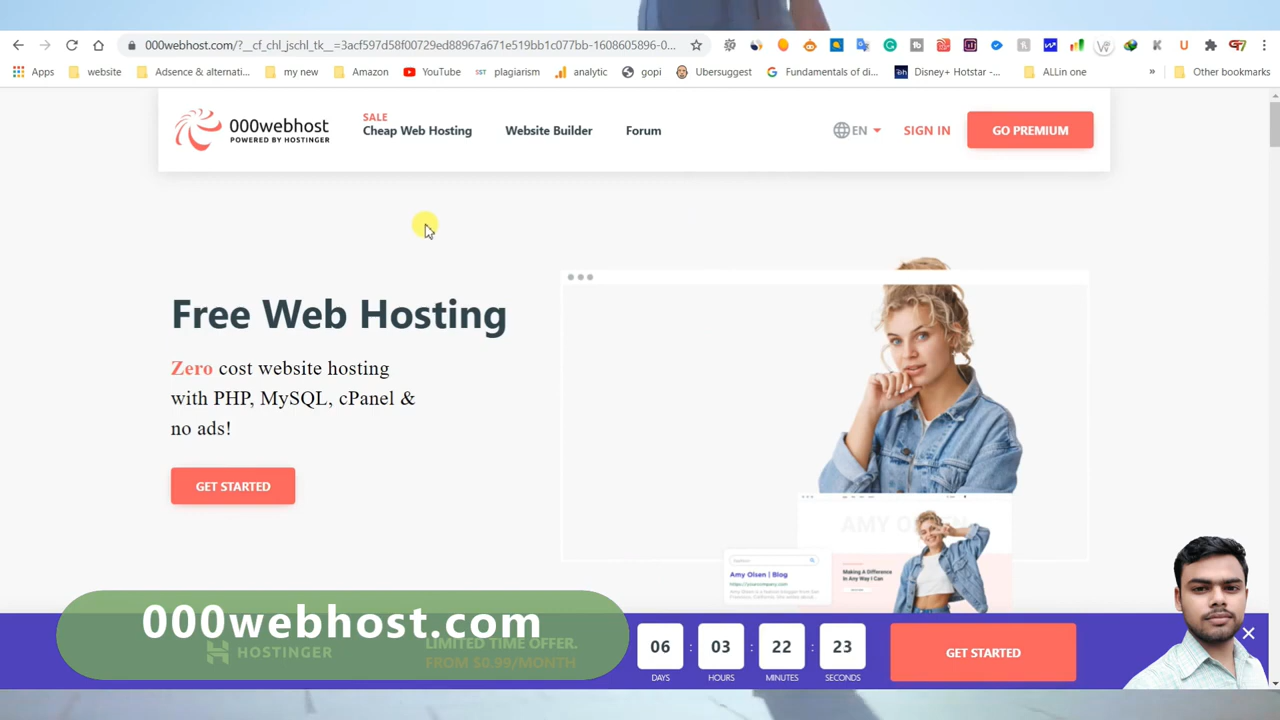 000webhost.com/?__cf_chl_jschl_tk__=3acf597d58f00729ed88967a671e519bb1c077bb-1608605896-0...
Apps website Adsence & alternati... my new Amazon YouTube SST plagiarism analytic gopi Ubersuggest Fundamentals of di... Disney+ Hotstar -... ALLin one » Other bookmarks
000webhost
POWERED BY HOSTINGER
SALE
Cheap Web Hosting Website Builder Forum EN SIGN IN GO PREMIUM
Free Web Hosting
Zero cost website hosting
with PHP, MySQL, cPanel &
no ads!
GET STARTED
AMY OLSEN
Amy Olsen | Blog
Making A Difference
In Any Way I Can
000webhost.com
HOSTINGER
LIMITED TIME OFFER.
FROM $0.99/MONTH
06 : 03 : 22 : 23
DAYS HOURS MINUTES SECONDS
GET STARTED